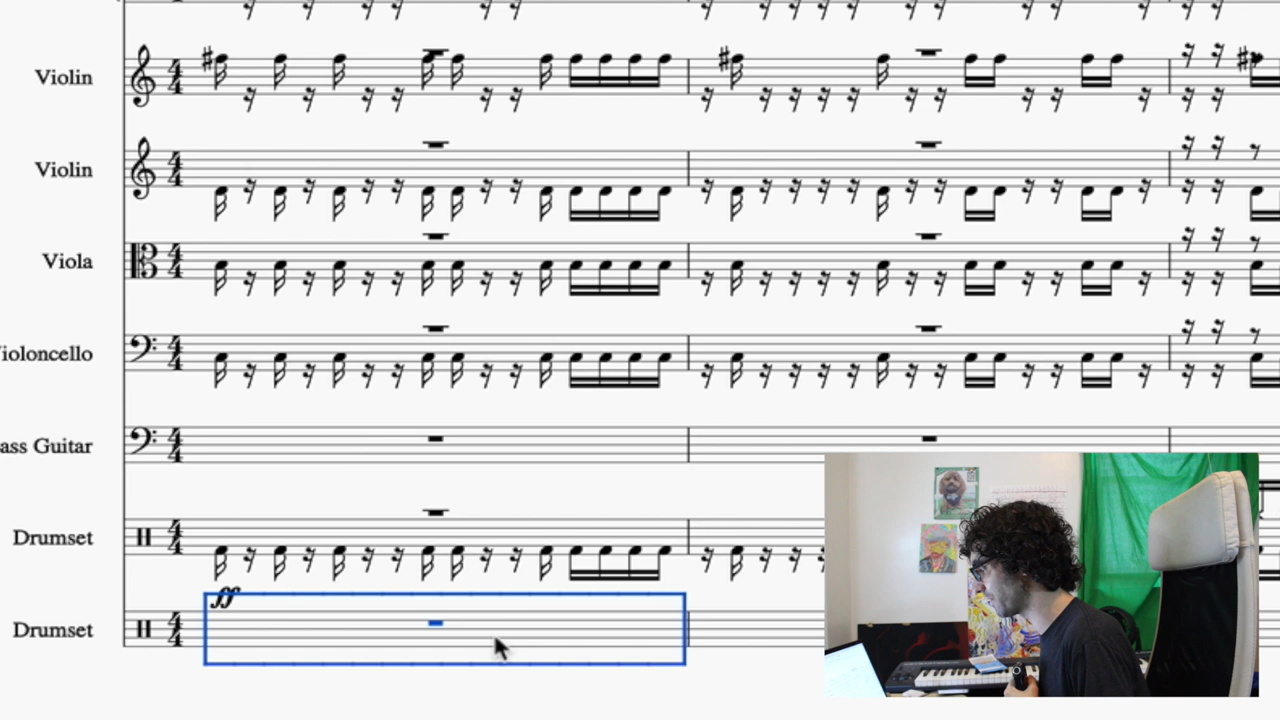 Violin
Violin
Viola
ioloncello
ass Guitar
Drumset
ff
Drumset